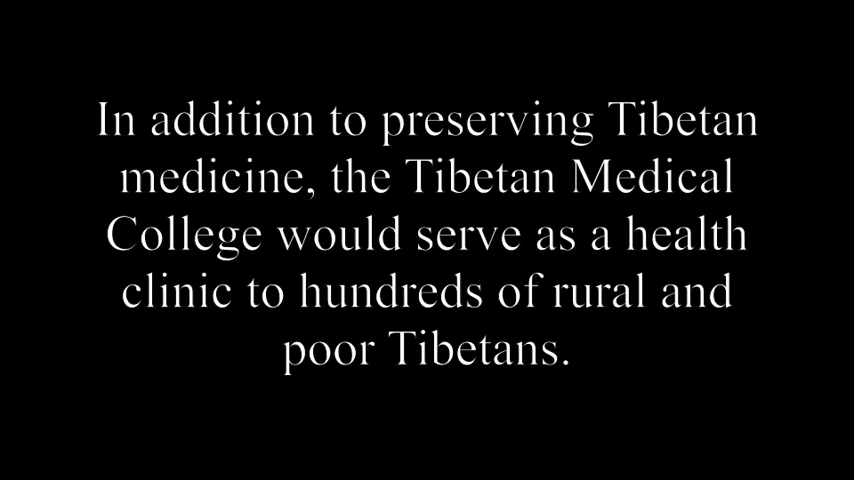 In addition to preserving Tibetan
medicine, the Tibetan Medical
College would serve as a health
clinic to hundreds of rural and
poor Tibetans.